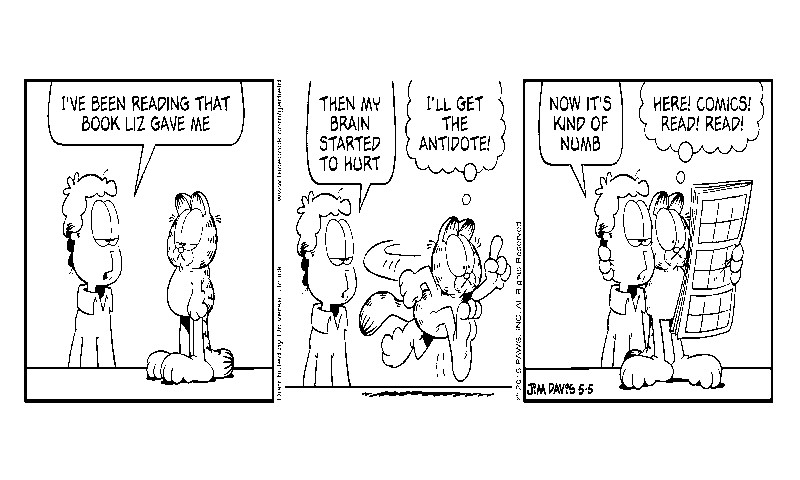 I'VE BEEN READING THAT
BOOK LIZ GAVE ME
THEN MY
BRAIN
STARTED
TO HURT
I'LL GET
THE
ANTIDOTE!
NOW IT'S
KIND OF
NUMB
HERE! COMICS!
READ! READ!
JIM DAVIS 5-5